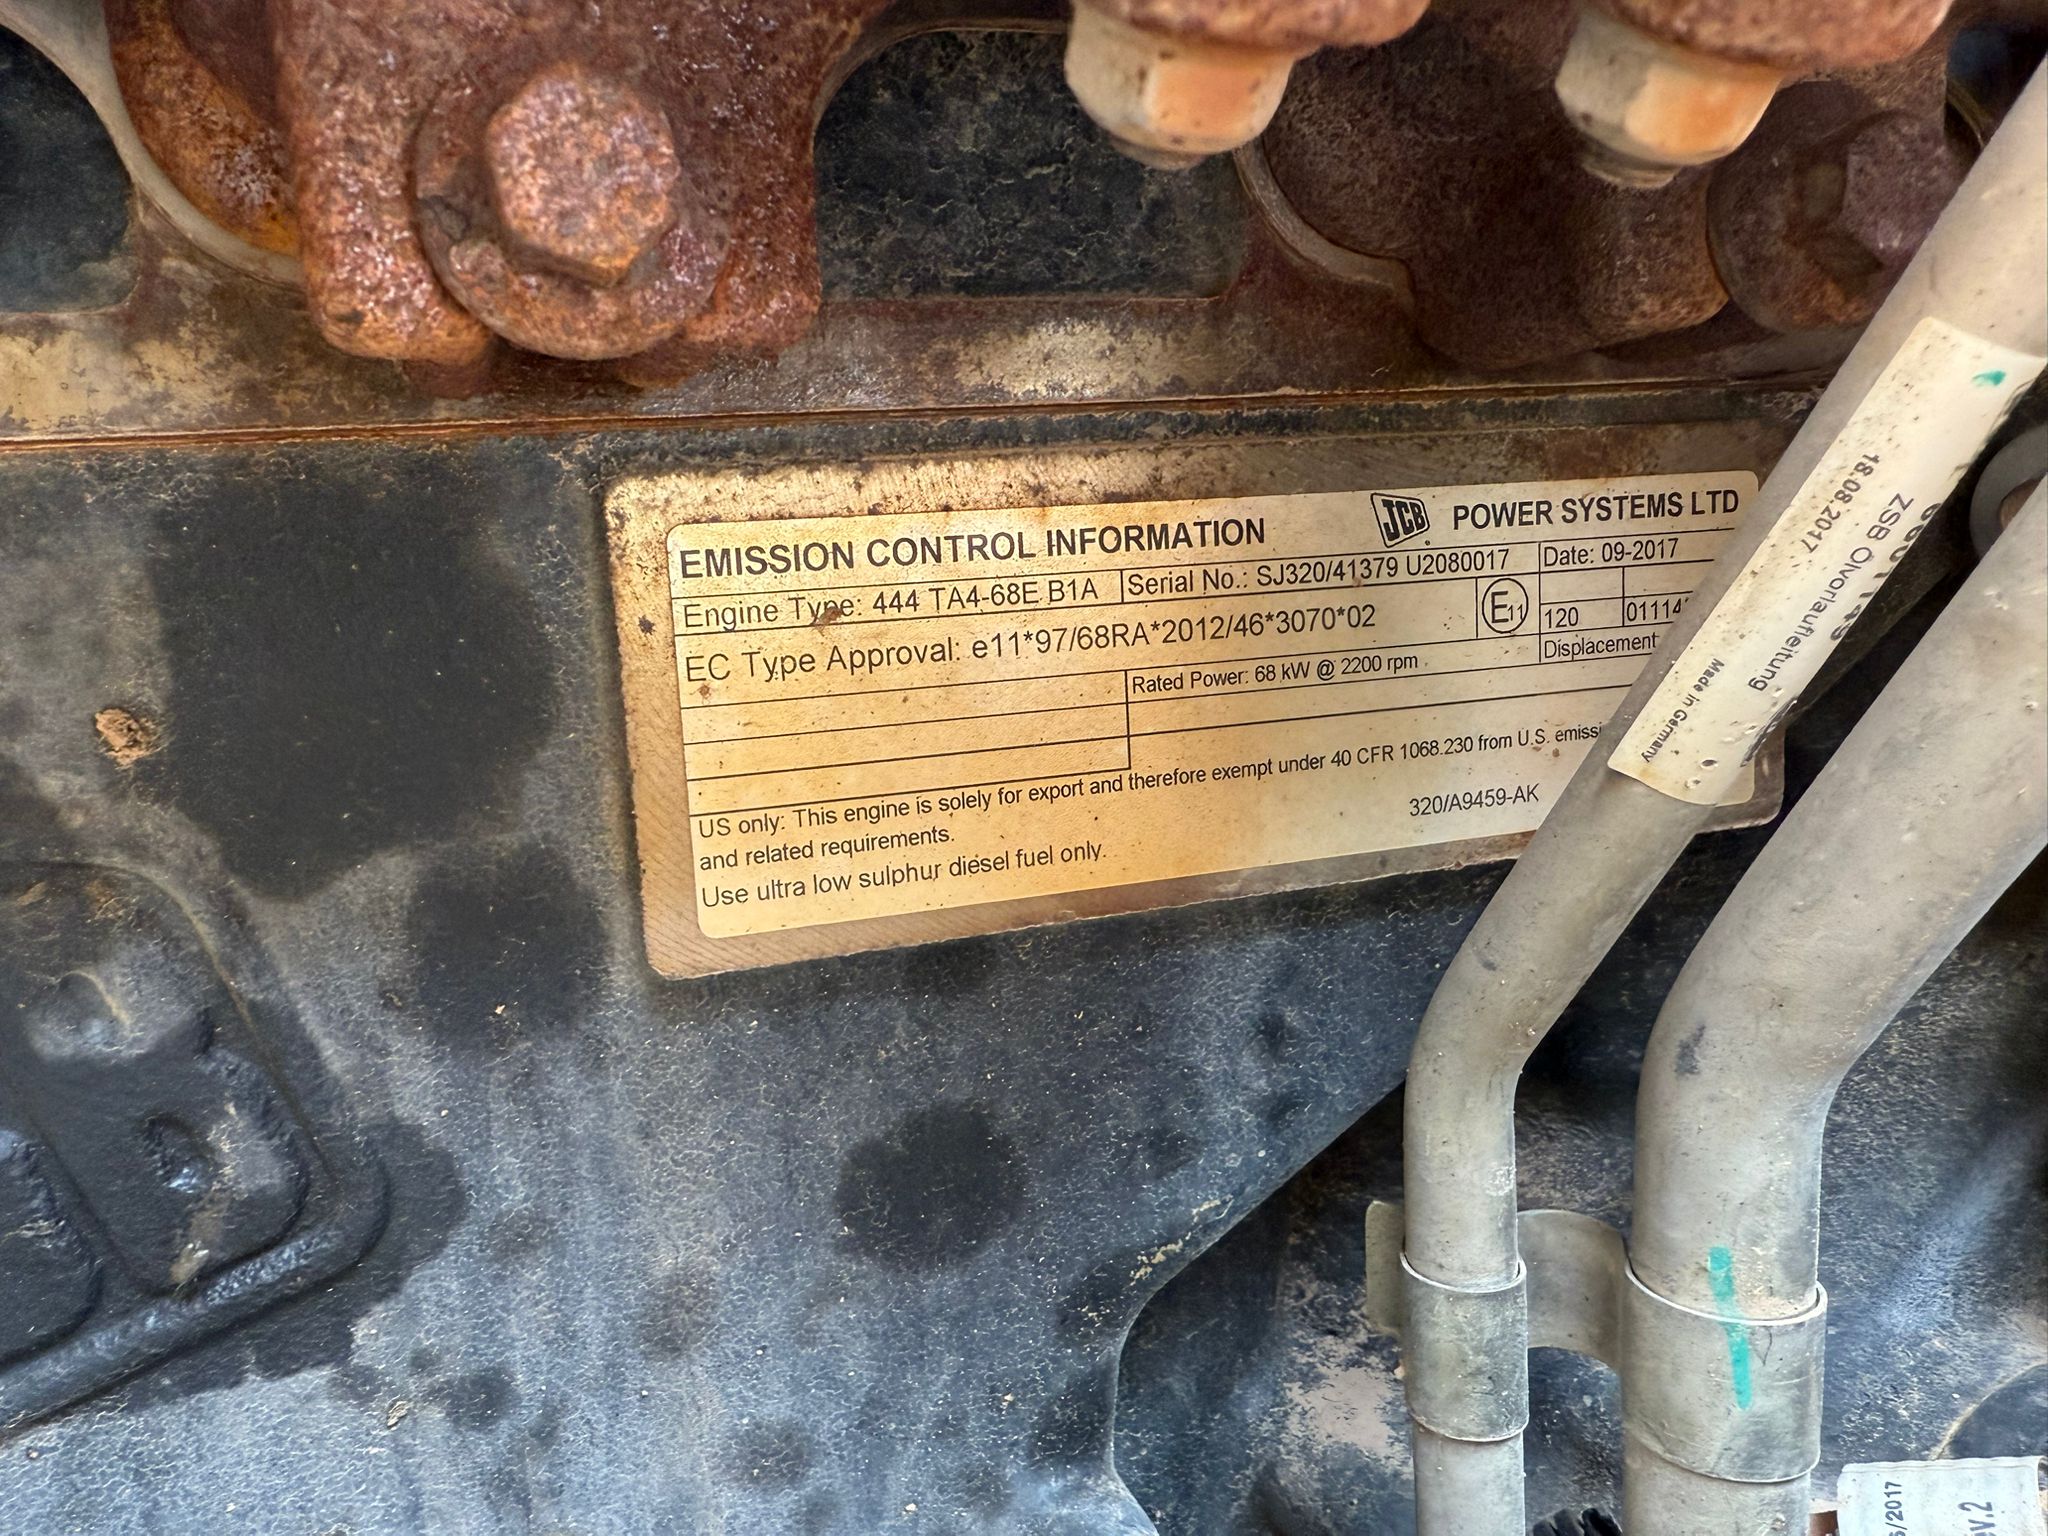 EMISSION CONTROL INFORMATION
JCB POWER SYSTEMS LTD
Engine Type: 444 TA4-68E B1A
Serial No.: SJ320/41379 U2080017
Date: 09-2017
EC Type Approval: e11*97/68RA*2012/46*3070*02
E11
120
01114
Displacement
Rated Power: 68 kW @ 2200 rpm
US only: This engine is solely for export and therefore exempt under 40 CFR 1068.230 from U.S.
and related requirements.
Use ultra low sulphur diesel fuel only.
320/A9459-AK
ZSB Ölvorlaufleitung
18.08.2017
Made in Germany
/2017